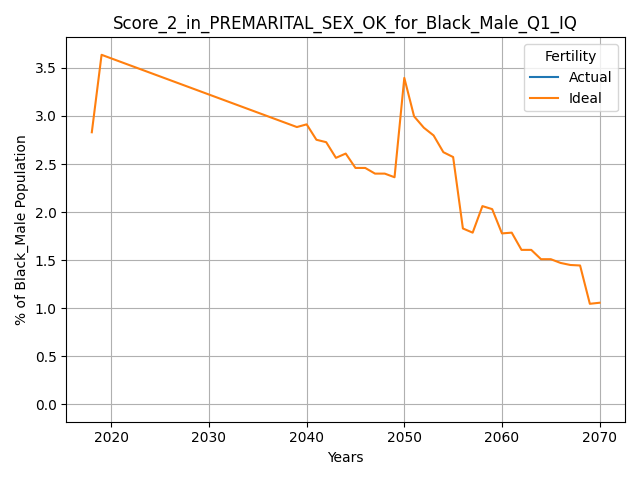 Score_2_in_PREMARITAL_SEX_OK_for_Black_Male_Q1_IQ
Fertility
Actual
Ideal
% of Black_Male Population
3.5
3.0
2.5
2.0
1.5
1.0
0.5
0.0
2020 2030 2040 2050 2060 2070
Years